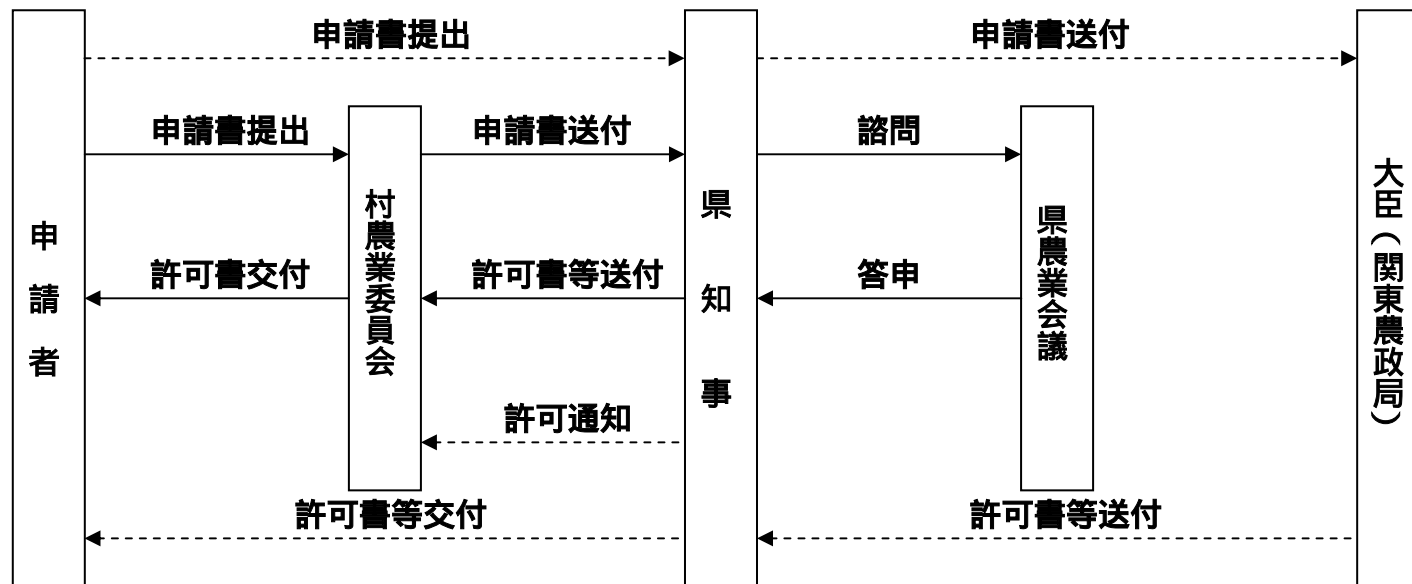 申請書提出
申請書送付
申請書提出
申請書送付
諮問
申請者
村農業委員会
県知事
県農業会議
大臣（関東農政局）
許可書交付
許可書等送付
答申
許可通知
許可書等交付
許可書等送付